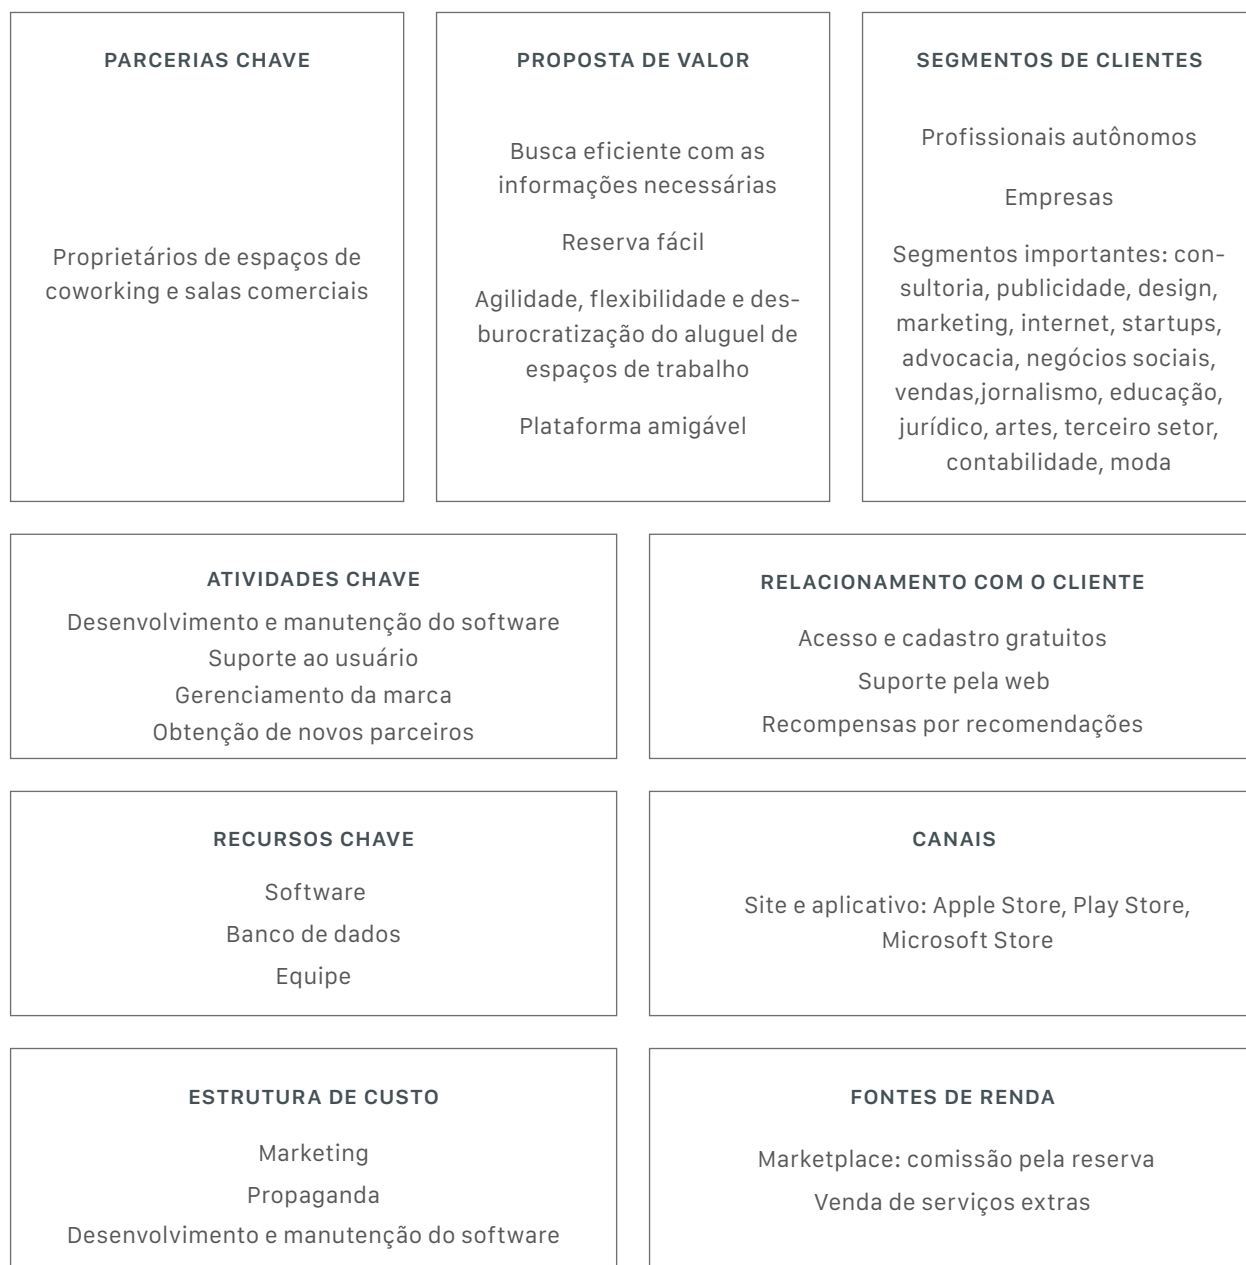 PARCERIAS CHAVE
Proprietários de espaços de
coworking e salas comerciais
PROPOSTA DE VALOR
Busca eficiente com as
informações necessárias
Reserva fácil
Agilidade, flexibilidade e des-
burocratização do aluguel de
espaços de trabalho
Plataforma amigável
SEGMENTOS DE CLIENTES
Profissionais autônomos
Empresas
Segmentos importantes: con-
sultoria, publicidade, design,
marketing, internet, startups,
advocacia, negócios sociais,
vendas,jornalismo, educação,
jurídico, artes, terceiro setor,
contabilidade, moda
ATIVIDADES CHAVE
Desenvolvimento e manutenção do software
Suporte ao usuário
Gerenciamento da marca
Obtenção de novos parceiros
RELACIONAMENTO COM O CLIENTE
Acesso e cadastro gratuitos
Suporte pela web
Recompensas por recomendações
RECURSOS CHAVE
Software
Banco de dados
Equipe
CANAIS
Site e aplicativo: Apple Store, Play Store,
Microsoft Store
ESTRUTURA DE CUSTO
Marketing
Propaganda
Desenvolvimento e manutenção do software
FONTES DE RENDA
Marketplace: comissão pela reserva
Venda de serviços extras